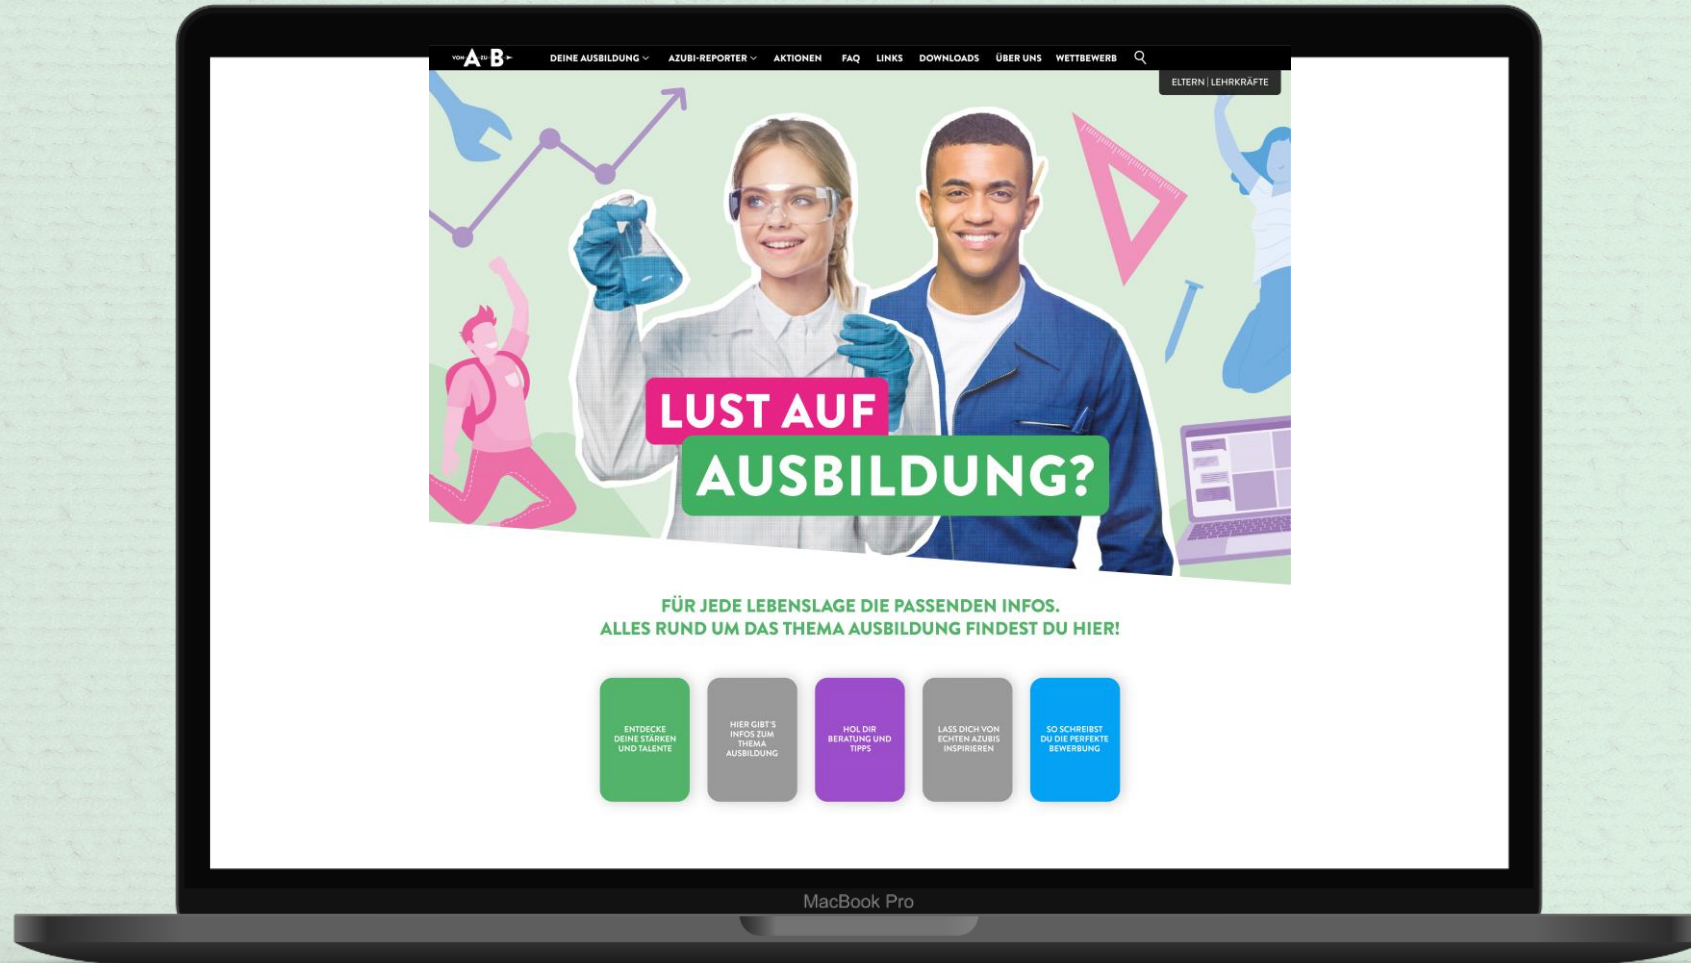 VON A ZU B
DEINE AUSBILDUNG AZUBI-REPORTER AKTIONEN FAQ LINKS DOWNLOADS ÜBER UNS WETTBEWERB
ELTERN | LEHRKRÄFTE
LUST AUF
AUSBILDUNG?
FÜR JEDE LEBENSLAGE DIE PASSENDEN INFOS.
ALLES RUND UM DAS THEMA AUSBILDUNG FINDEST DU HIER!
ENTDECKE
DEINE STÄRKEN
UND TALENTE
HIER GIBT'S
INFOS ZUM
THEMA
AUSBILDUNG
HOL DIR
BERATUNG UND
TIPPS
LASS DICH VON
ECHTEN AZUBIS
INSPIRIEREN
SO SCHREIBST
DU DIE PERFEKTE
BEWERBUNG
MacBook Pro